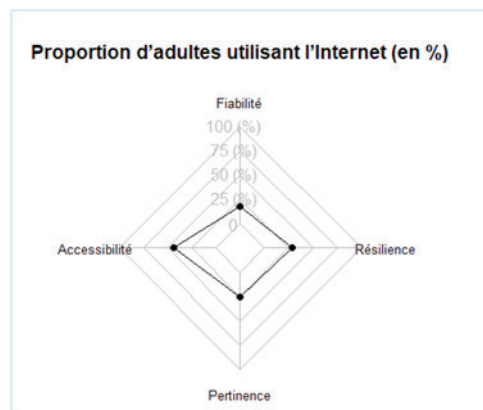 Proportion d’adultes utilisant l’Internet (en %)
Fiabilité
100 (%)
75 (%)
50 (%)
25 (%)
0
Accessibilité
Résilience
Pertinence